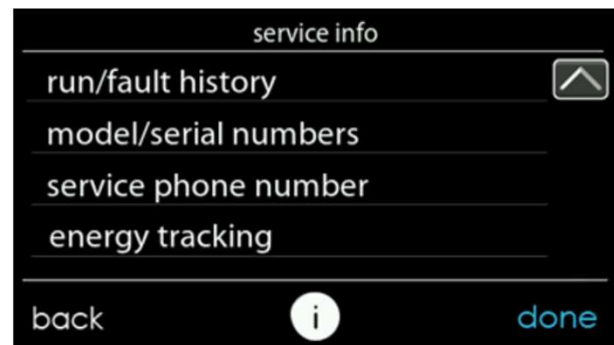 service info
run/fault history
model/serial numbers
service phone number
energy tracking
back
i
done